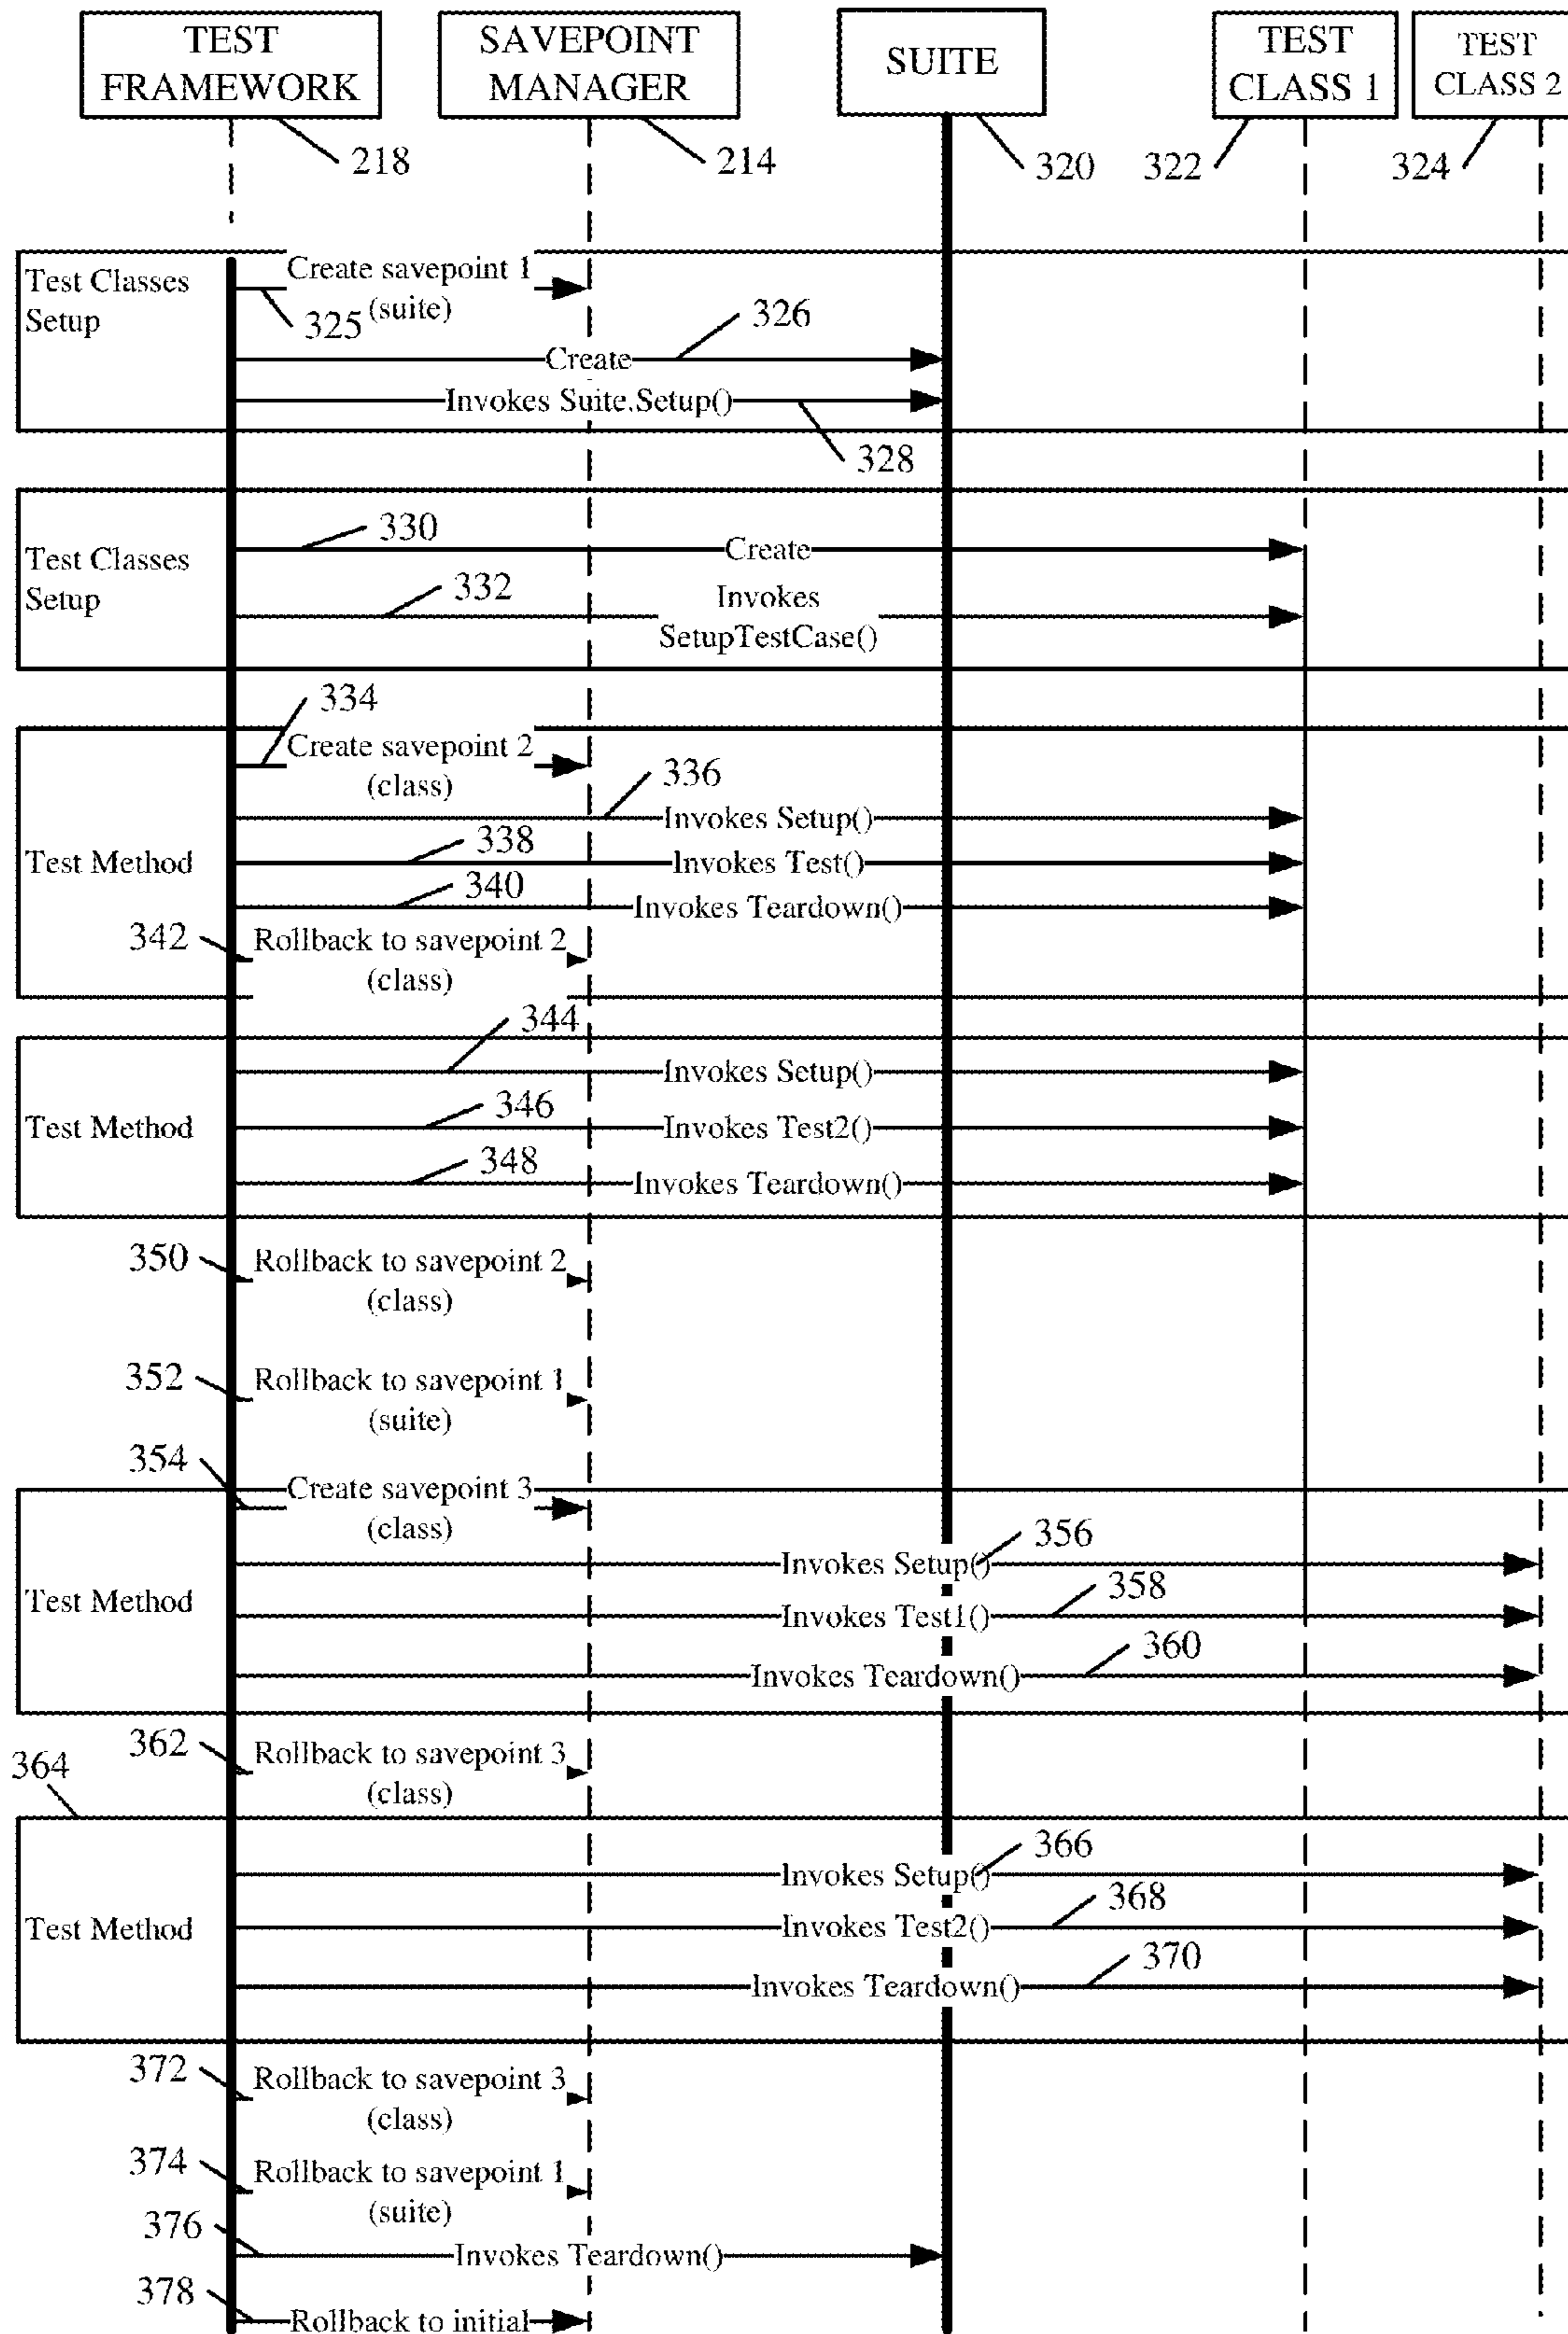 TEST
FRAMEWORK
SAVEPOINT
MANAGER
SUITE
TEST
CLASS 1
TEST
CLASS 2
218
214
320
322
324
Test Classes
Setup
Create savepoint 1
(suite)
325
326
Create
Invokes Suite.Setup()
328
Test Classes
Setup
330
Create
332
Invokes
SetupTestCase()
334
Create savepoint 2
(class)
336
Invokes Setup()
Test Method
338
Invokes Test()
340
Invokes Teardown()
342
Rollback to savepoint 2
(class)
344
Invokes Setup()
Test Method
346
Invokes Test2()
348
Invokes Teardown()
350
Rollback to savepoint 2
(class)
352
Rollback to savepoint 1
(suite)
354
Create savepoint 3
(class)
356
Invokes Setup()
Test Method
358
Invokes Test1()
360
Invokes Teardown()
362
Rollback to savepoint 3
(class)
364
366
Invokes Setup()
Test Method
368
Invokes Test2()
370
Invokes Teardown()
372
Rollback to savepoint 3
(class)
374
Rollback to savepoint 1
(suite)
376
Invokes Teardown()
378
Rollback to initial